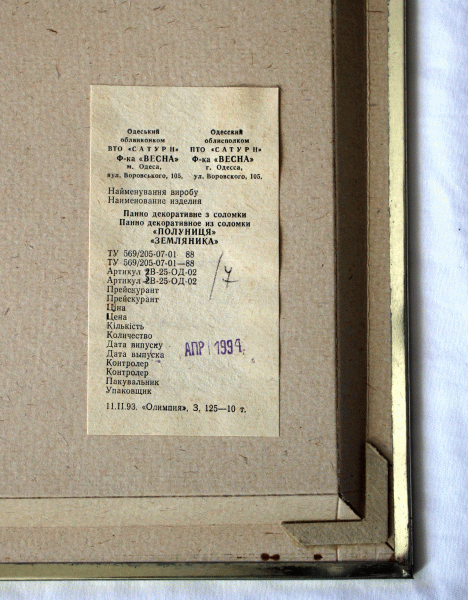 Одеський Одесский
облвиконком облисполком
ВТО «САТУРН» ПТО «САТУРН»
Ф-ка «ВЕСНА» Ф-ка «ВЕСНА»
м. Одеса, г. Одесса,
вул. Воровського, 105. ул. Воровского, 105.
Найменування виробу
Наименование изделия
Панно декоративне з соломки
Панно декоративное из соломки
«ПОЛУНИЦЯ»
«ЗЕМЛЯНИКА»
ТУ 569/205-07-01 88
ТУ 569/205-07-01—88
Артикул 2В-25-ОД-02
Артикул 2В-25-ОД-02
/7
Прейскурант
Прейскурант
Ціна
Цена
Кількість
Количество
Дата випуску
Дата выпуска
АПР 1994
Контролер
Контролер
Пакувальник
Упаковщик
11.II.93. «Олимпия», З, 125—10 т.